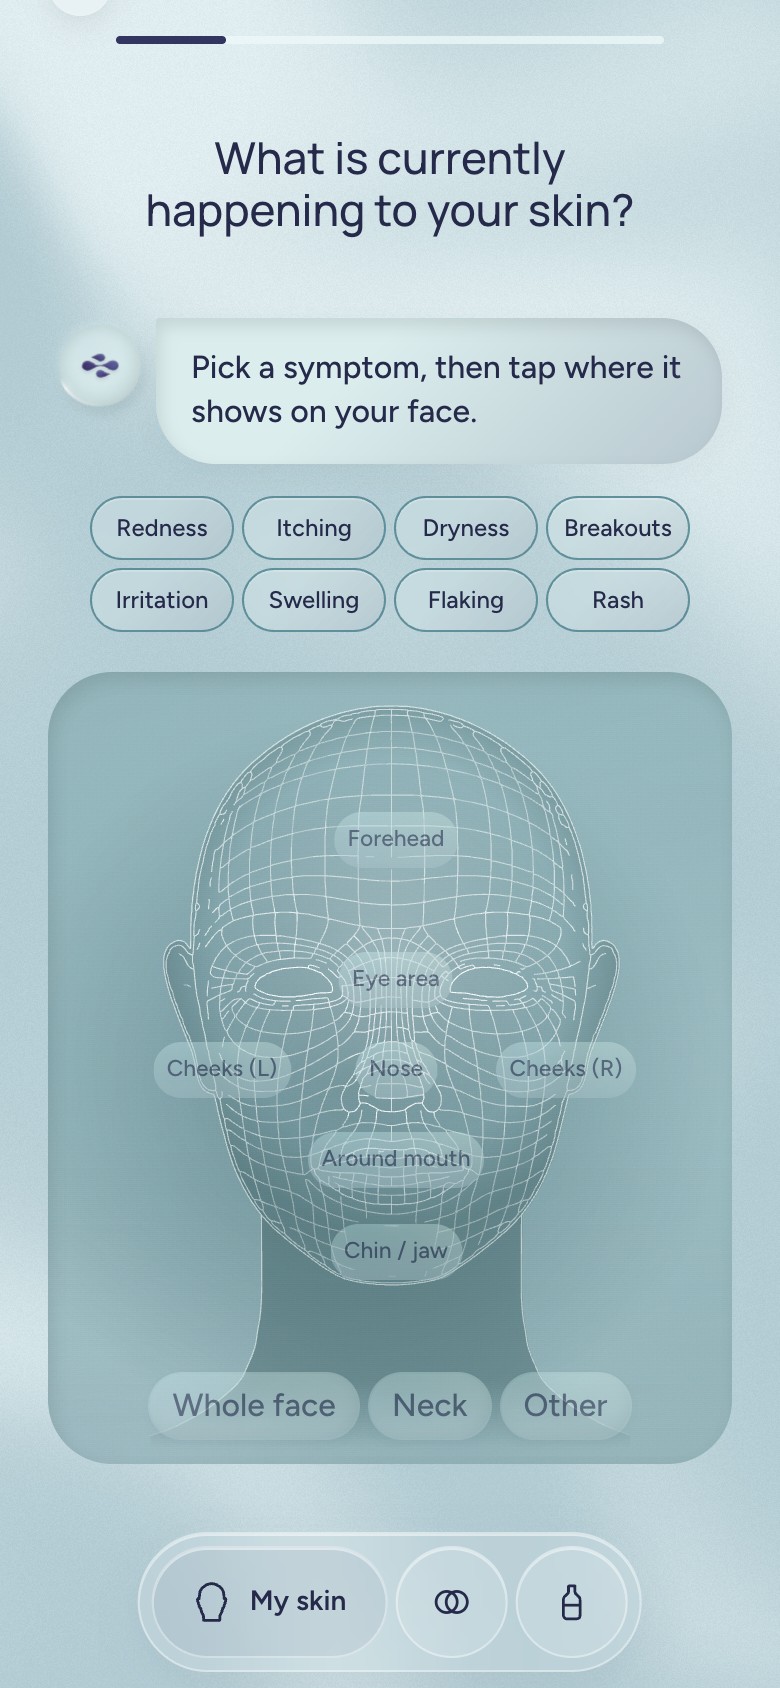 What is currently
happening to your skin?
Pick a symptom, then tap where it
shows on your face.
Redness Itching Dryness Breakouts
Irritation Swelling Flaking Rash
Forehead
Eye area
Cheeks (L) Nose Cheeks (R)
Around mouth
Chin / jaw
Whole face Neck Other
My skin